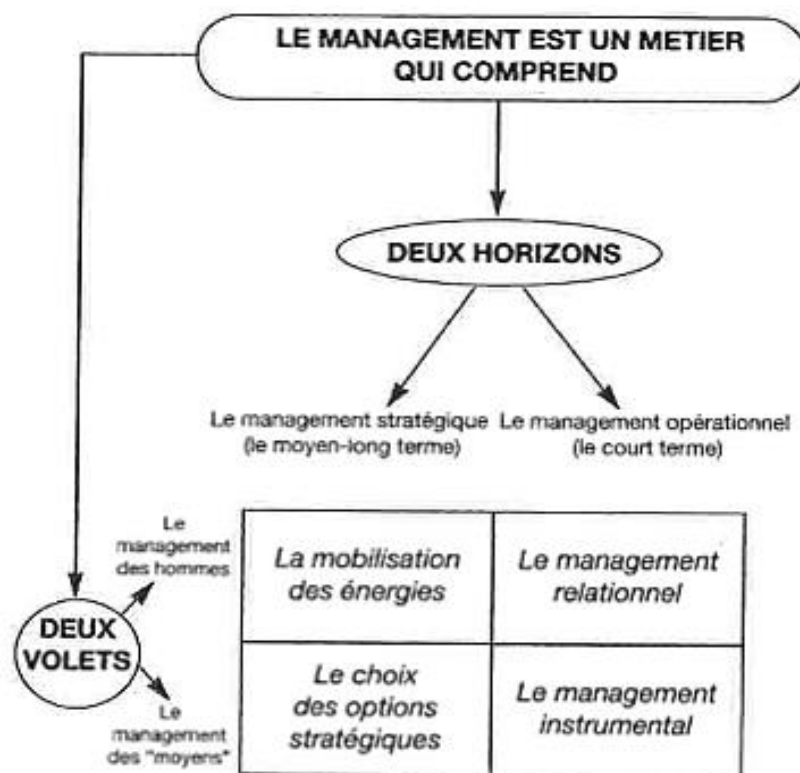 LE MANAGEMENT EST UN METIER
QUI COMPREND
DEUX HORIZONS
Le management stratégique
(le moyen-long terme)
Le management opérationnel
(le court terme)
Le
management
des hommes
La mobilisation
des énergies
Le management
relationnel
DEUX
VOLETS
Le
management
des "moyens"
Le choix
des options
stratégiques
Le management
instrumental